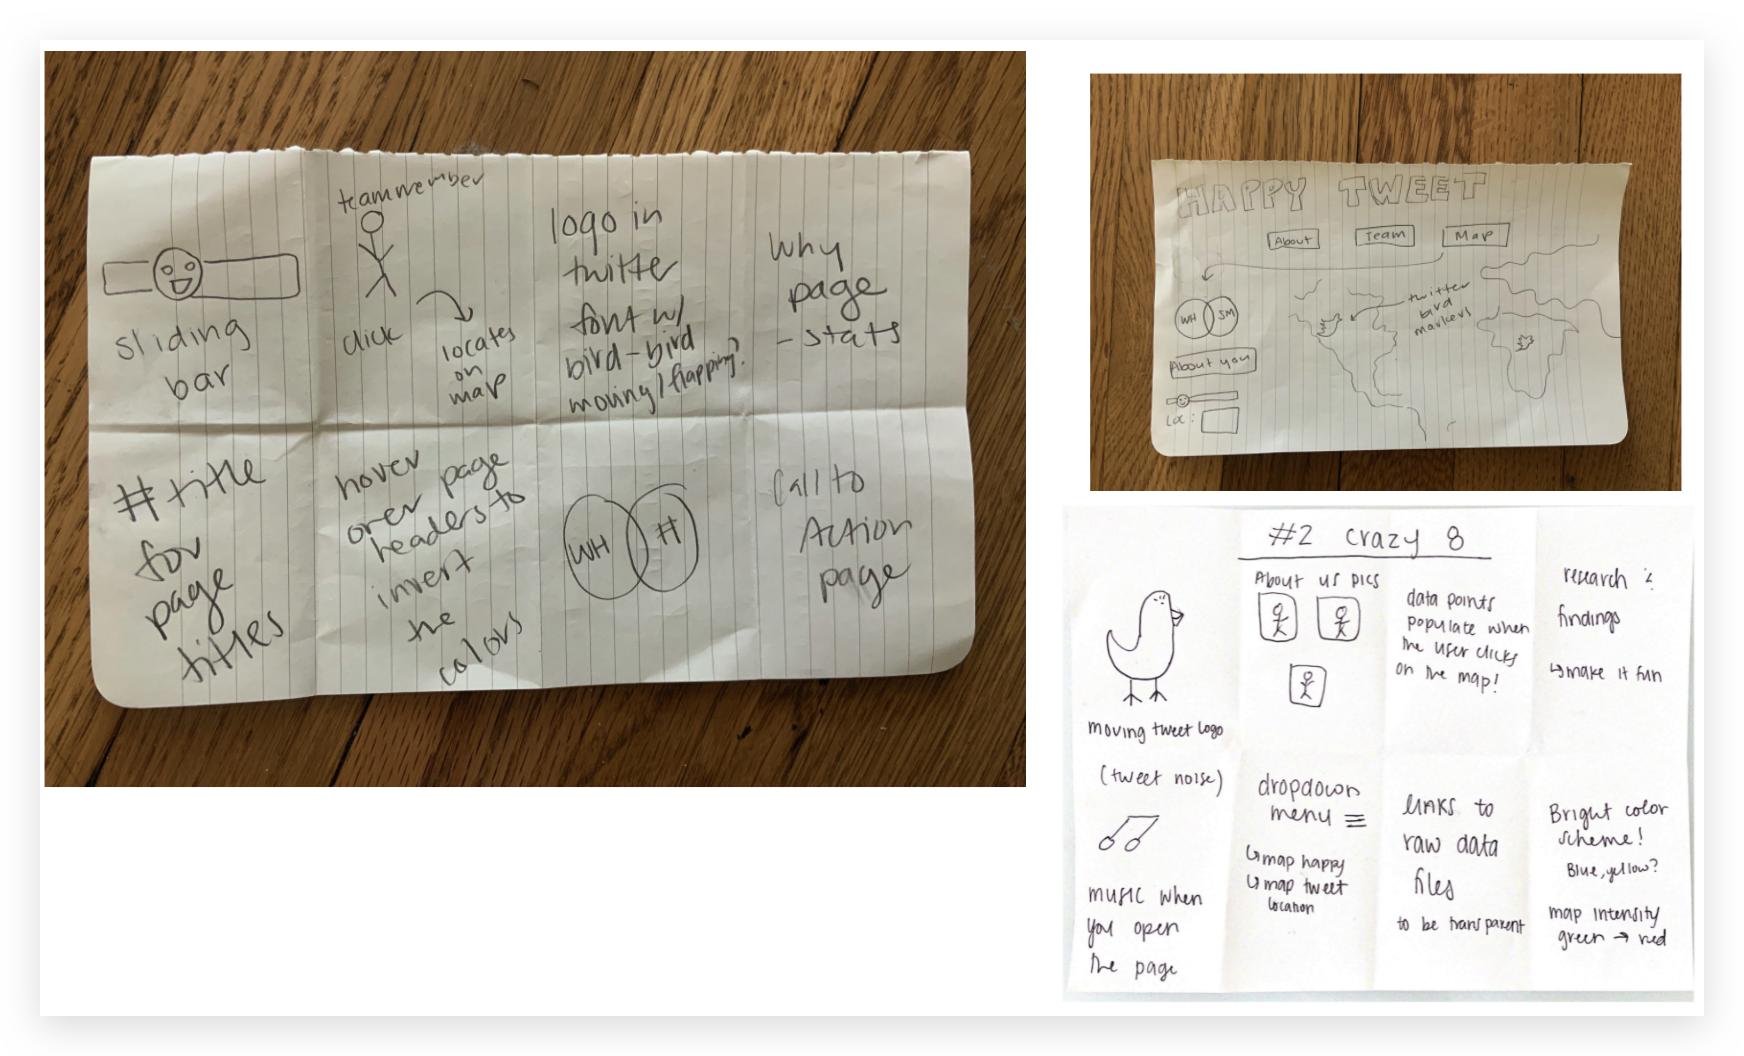 sliding
bar
teammember
click
locates
on
map
logo in
twitter
font w/
bird-bird
moving/flapping?
Why
page
- stats
# title
for
page
titles
hover
over page
headers to
invert
the
colors
WH
#
Call to
Action
page
HAPPY TWEET
About
Team
Map
WH
SM
twitter
bird
markers
About you
Loc:
#2 crazy 8
moving tweet logo
About us pics
data points
populate when
the user clicks
on the map!
research :
findings
↳make it fun
(tweet noise)
music when
you open
the page
dropdown
menu
↳map happy
↳map tweet
location
links to
raw data
files
to be transparent
Bright color
scheme!
Blue, yellow?
map intensity
green → red